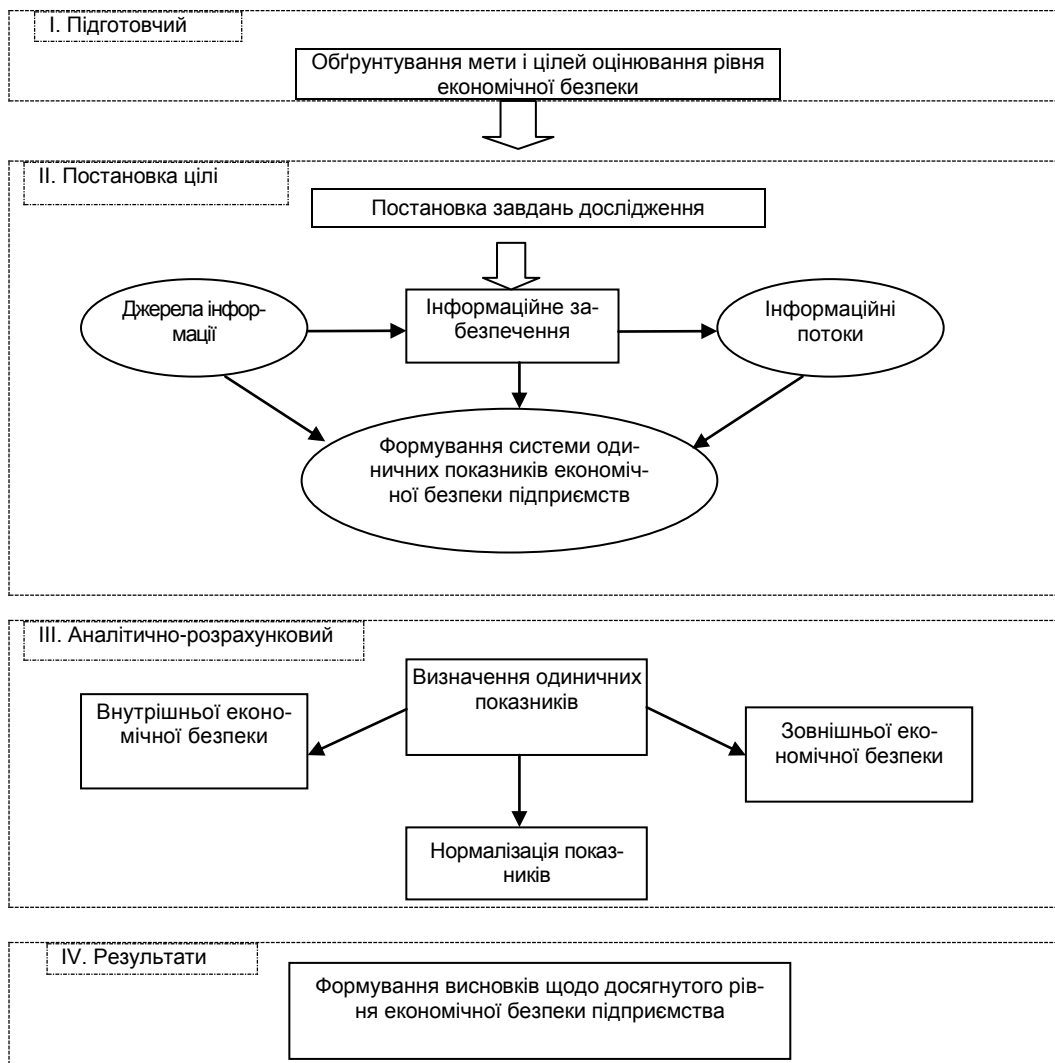 I. Підготовчий
Обґрунтування мети і цілей оцінювання рівня
економічної безпеки
II. Постановка цілі
Постановка завдань дослідження
Джерела інфор-
мації
Інформаційне за-
безпечення
Інформаційні
потоки
Формування системи оди-
ничних показників економіч-
ної безпеки підприємств
III. Аналітично-розрахунковий
Визначення одиничних
показників
Внутрішньої еконо-
мічної безпеки
Зовнішньої еко-
номічної безпеки
Нормалізація показ-
ників
IV. Результати
Формування висновків щодо досягнутого рів-
ня економічної безпеки підприємства